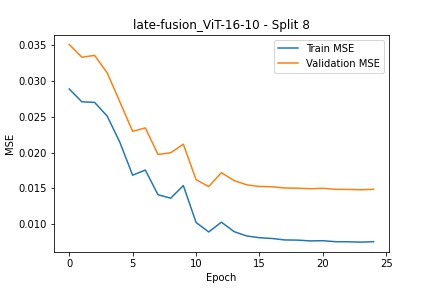 late-fusion_ViT-16-10 - Split 8
Train MSE
Validation MSE
0.035
0.030
0.025
0.020
0.015
0.010
MSE
0 5 10 15 20 25
Epoch